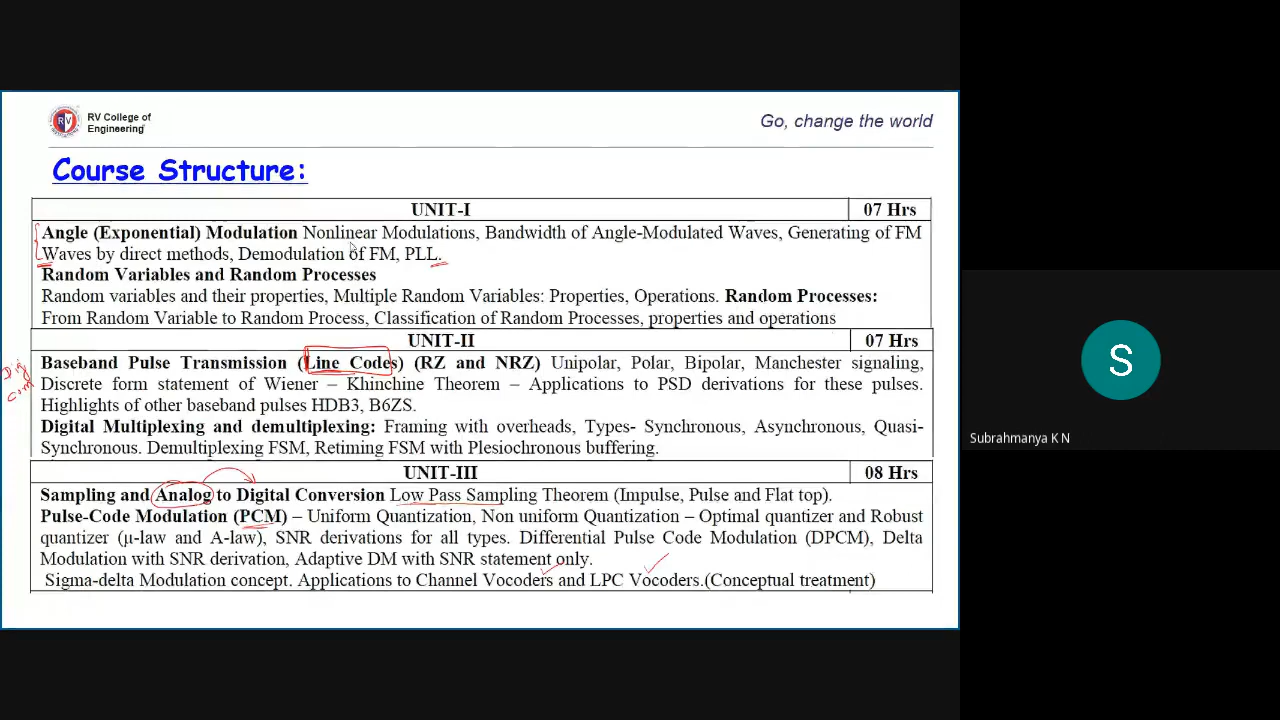 RV College of
Engineering
Go, change the world
Course Structure:
UNIT-I 07 Hrs
Angle (Exponential) Modulation Nonlinear Modulations, Bandwidth of Angle-Modulated Waves, Generating of FM
Waves by direct methods, Demodulation of FM, PLL.
Random Variables and Random Processes
Random variables and their properties, Multiple Random Variables: Properties, Operations. Random Processes:
From Random Variable to Random Process, Classification of Random Processes, properties and operations
UNIT-II 07 Hrs
Dig
Com
Baseband Pulse Transmission (Line Codes) (RZ and NRZ) Unipolar, Polar, Bipolar, Manchester signaling,
Discrete form statement of Wiener – Khinchine Theorem – Applications to PSD derivations for these pulses.
Highlights of other baseband pulses HDB3, B6ZS.
Digital Multiplexing and demultiplexing: Framing with overheads, Types- Synchronous, Asynchronous, Quasi-
Synchronous. Demultiplexing FSM, Retiming FSM with Plesiochronous buffering.
UNIT-III 08 Hrs
Sampling and Analog to Digital Conversion Low Pass Sampling Theorem (Impulse, Pulse and Flat top).
Pulse-Code Modulation (PCM) – Uniform Quantization, Non uniform Quantization – Optimal quantizer and Robust
quantizer (μ-law and A-law), SNR derivations for all types. Differential Pulse Code Modulation (DPCM), Delta
Modulation with SNR derivation, Adaptive DM with SNR statement only.
Sigma-delta Modulation concept. Applications to Channel Vocoders and LPC Vocoders.(Conceptual treatment)
S
Subrahmanya K N